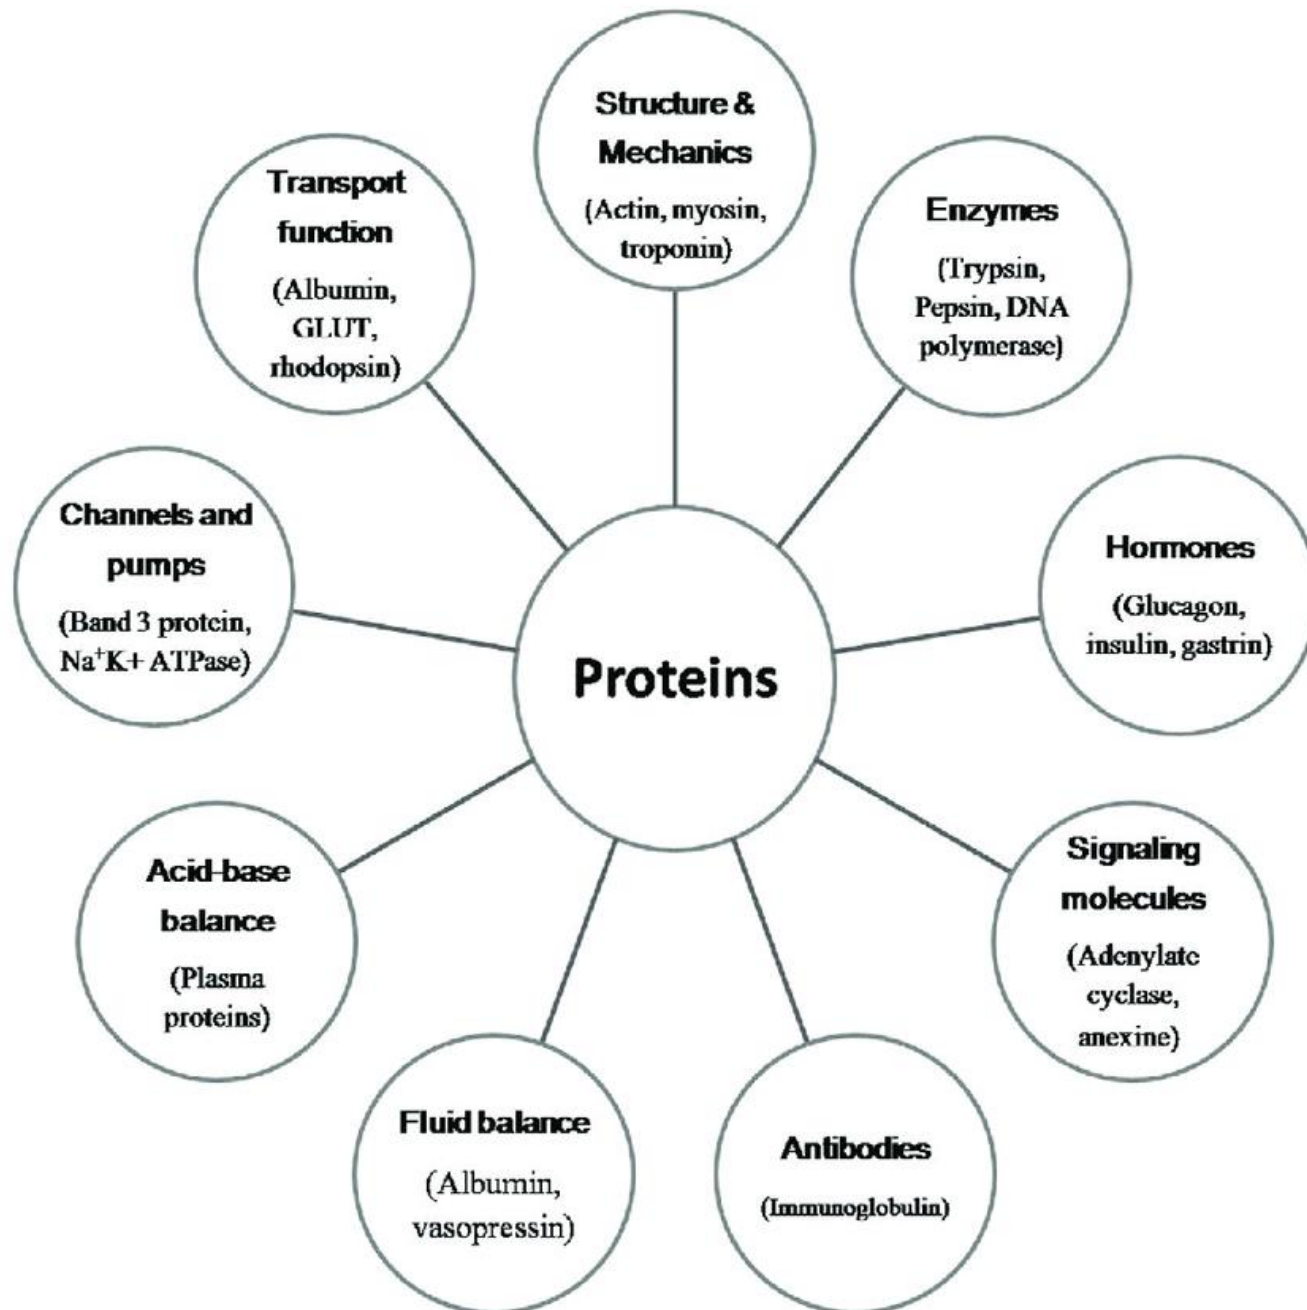 Structure &
Mechanics
(Actin, myosin,
troponin)
Enzymes
(Trypsin,
Pepsin, DNA
polymerase)
Hormones
(Glucagon,
insulin, gastrin)
Signaling
molecules
(Adenylate
cyclase,
anexine)
Antibodies
(Immunoglobulin)
Fluid balance
(Albumin,
vasopressin)
Acid-base
balance
(Plasma
proteins)
Channels and
pumps
(Band 3 protein,
Na⁺K+ ATPase)
Transport
function
(Albumin,
GLUT,
rhodopsin)
Proteins